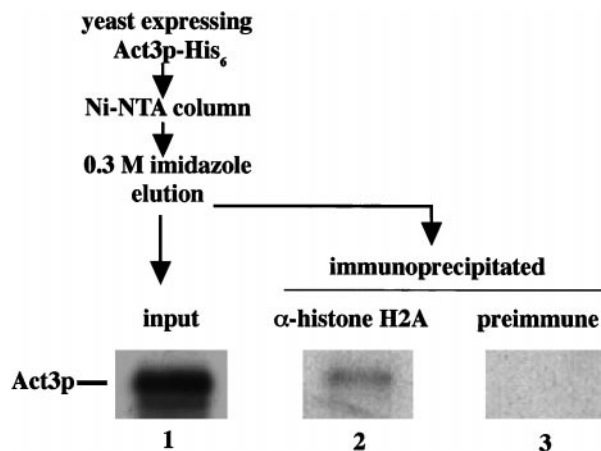 yeast expressing
Act3p-His6
Ni-NTA column
0.3 M imidazole
elution
immunoprecipitated
input
α-histone H2A
preimmune
Act3p
1
2
3